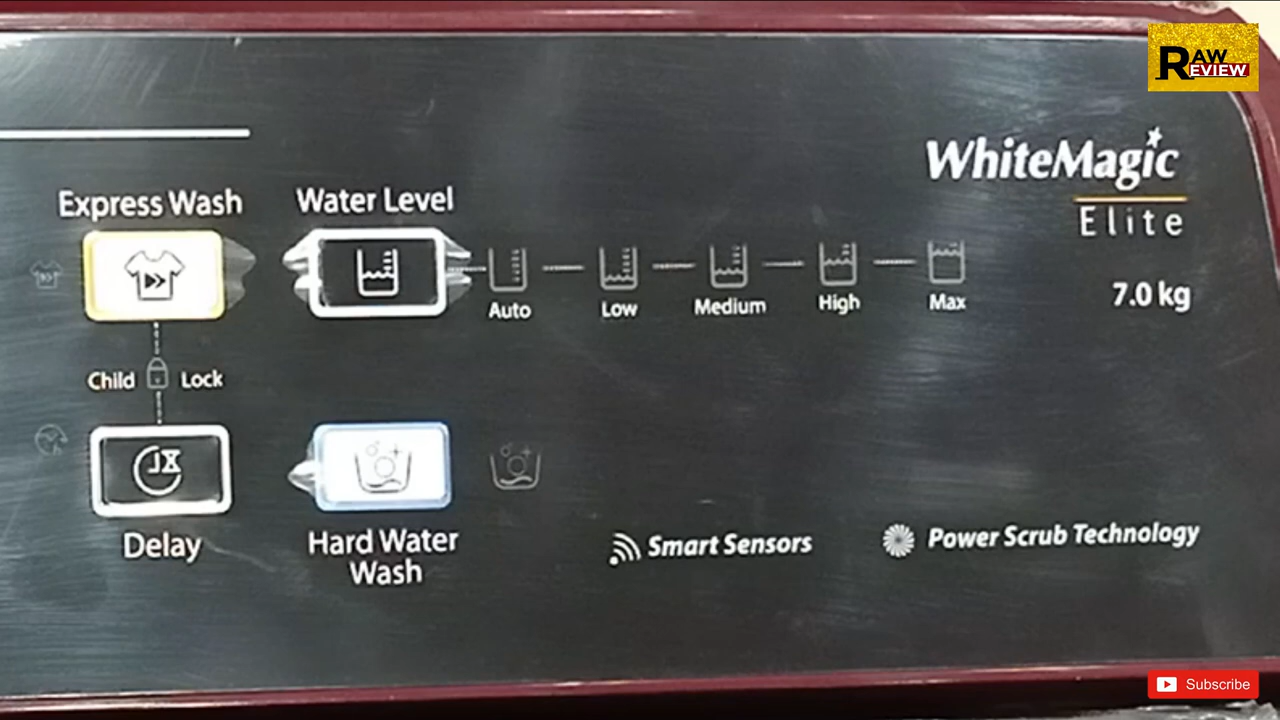 RAW
REVIEW
WhiteMagic
Elite
7.0 kg
Express Wash
Water Level
Auto
Low
Medium
High
Max
Child Lock
Delay
Hard Water
Wash
Smart Sensors
Power Scrub Technology
Subscribe